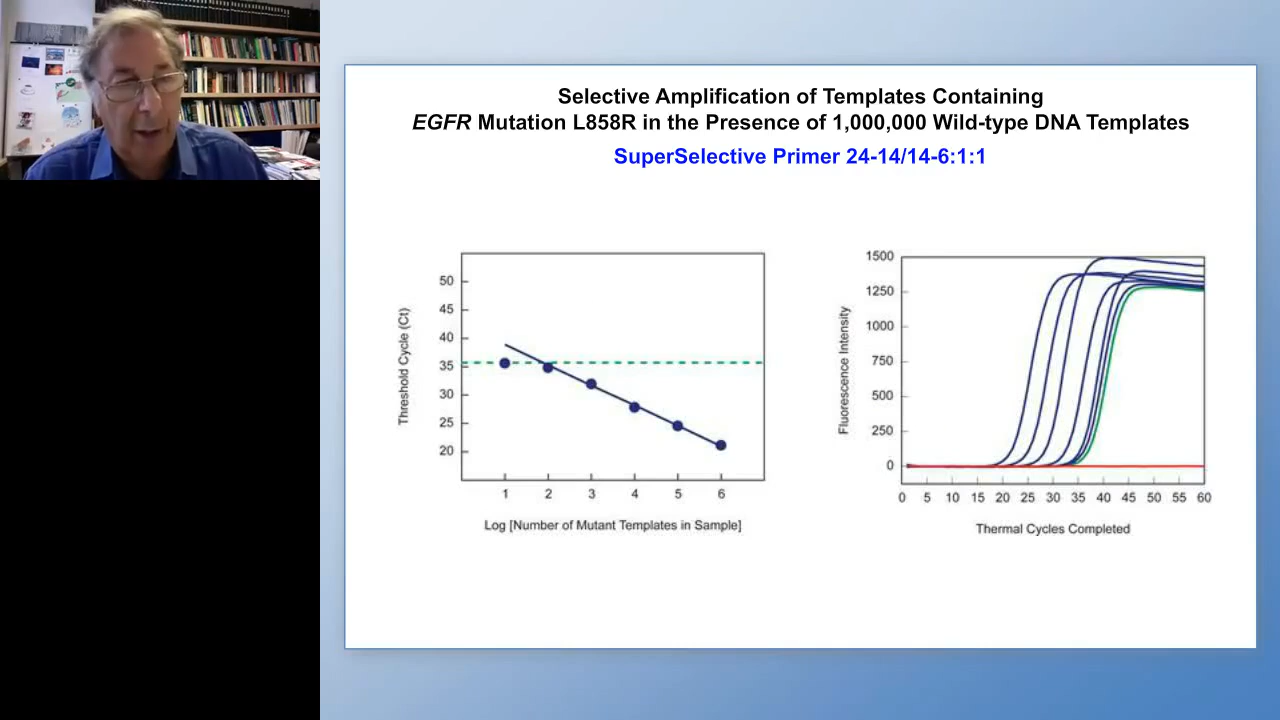 Selective Amplification of Templates Containing
EGFR Mutation L858R in the Presence of 1,000,000 Wild-type DNA Templates
SuperSelective Primer 24-14/14-6:1:1
Threshold Cycle (Ct)
50
45
40
35
30
25
20
1 2 3 4 5 6
Log [Number of Mutant Templates in Sample]
Fluorescence Intensity
1500
1250
1000
750
500
250
0
0 5 10 15 20 25 30 35 40 45 50 55 60
Thermal Cycles Completed